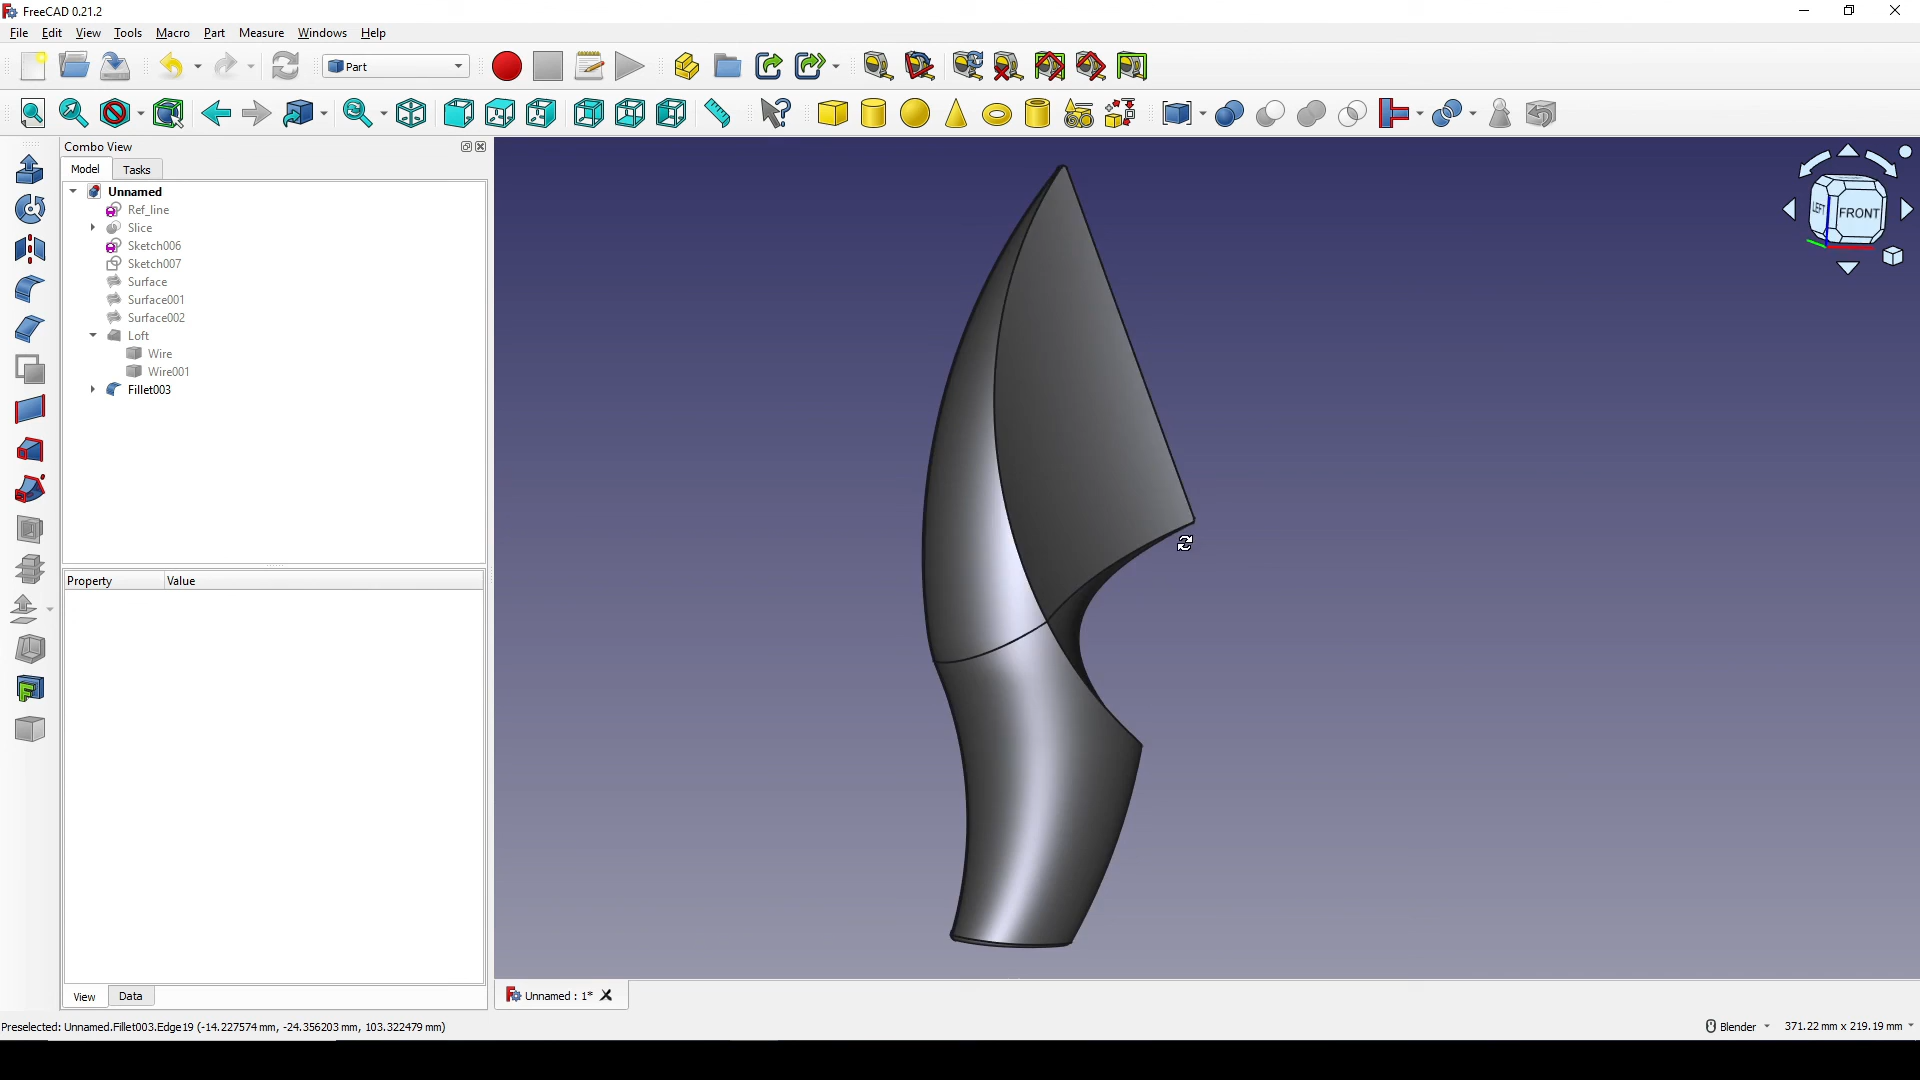 FreeCAD 0.21.2
File Edit View Tools Macro Part Measure Windows Help
Part
Combo View
Model Tasks
Unnamed
Ref_line
Slice
Sketch006
Sketch007
Surface
Surface001
Surface002
Loft
Wire
Wire001
Fillet003
LEFT FRONT
Property Value
View Data
Unnamed : 1*
Preselected: Unnamed.Fillet003.Edge19 (-14.227574 mm, -24.356203 mm, 103.322479 mm)
Blender 371.22 mm x 219.19 mm